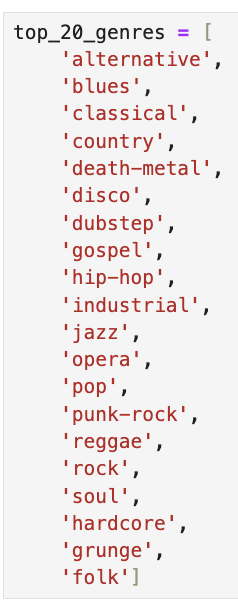 top_20_genres = [
    'alternative',
    'blues',
    'classical',
    'country',
    'death-metal',
    'disco',
    'dubstep',
    'gospel',
    'hip-hop',
    'industrial',
    'jazz',
    'opera',
    'pop',
    'punk-rock',
    'reggae',
    'rock',
    'soul',
    'hardcore',
    'grunge',
    'folk']